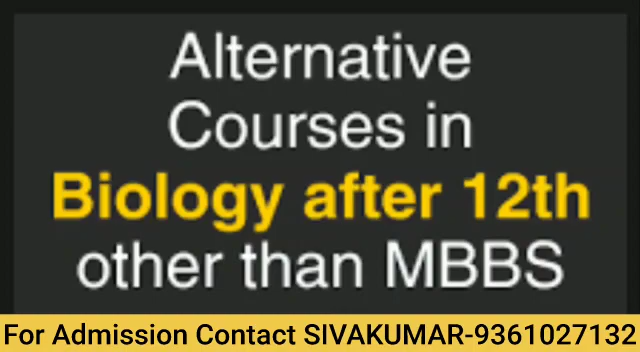 Alternative
Courses in
Biology after 12th
other than MBBS
For Admission Contact SIVAKUMAR-9361027132